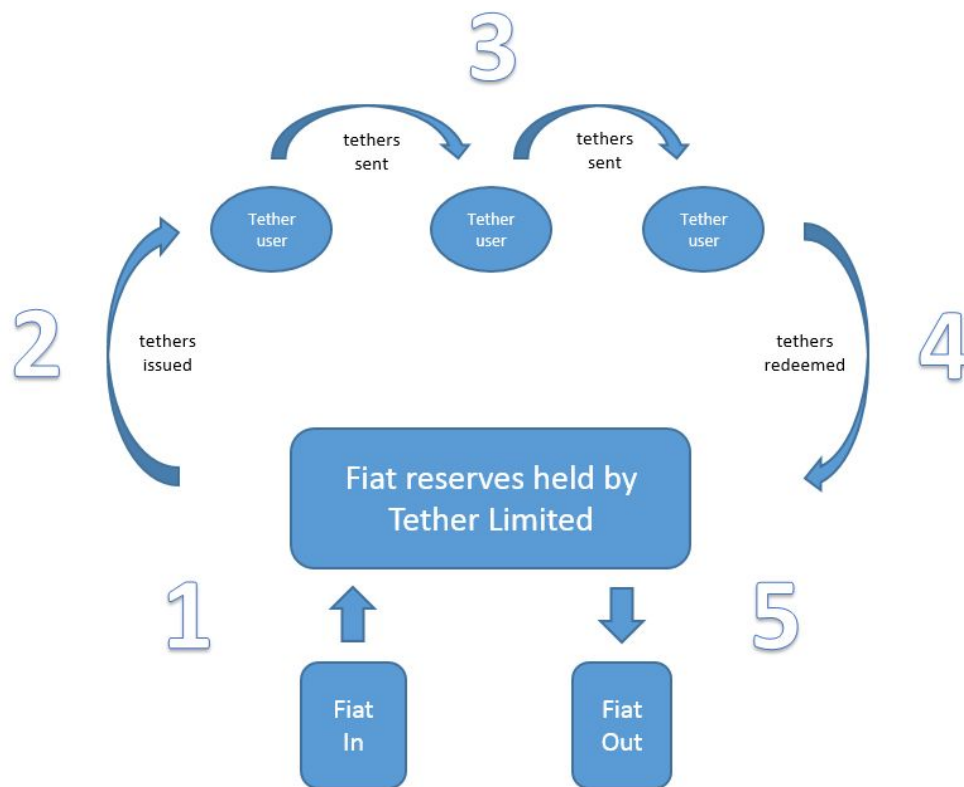 3
tethers
sent
tethers
sent
Tether
user
Tether
user
Tether
user
2
tethers
issued
tethers
redeemed
4
Fiat reserves held by
Tether Limited
1
5
Fiat
In
Fiat
Out